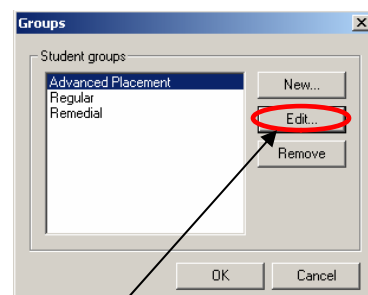 Groups
Student groups
Advanced Placement
Regular
Remedial
New...
Edit...
Remove
OK
Cancel